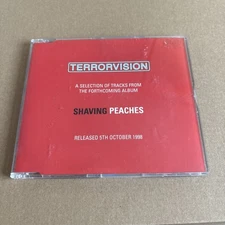 TERRORVISION
A SELECTION OF TRACKS FROM
THE FORTHCOMING ALBUM
SHAVING PEACHES
RELEASED 5TH OCTOBER 1998